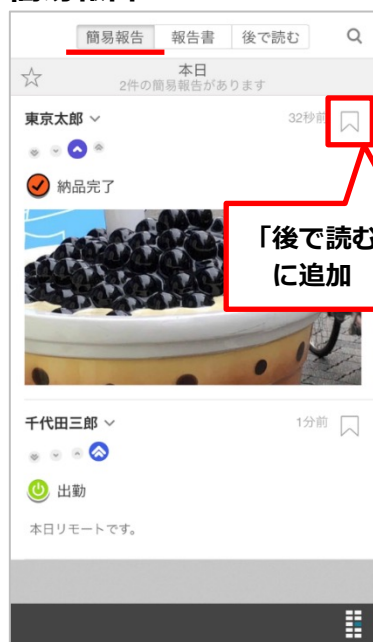 簡易報告 報告書 後で読む
本日
2件の簡易報告があります
東京太郎 32秒前
納品完了
「後で読む
に追加
千代田三郎 1分前
出勤
本日リモートです。